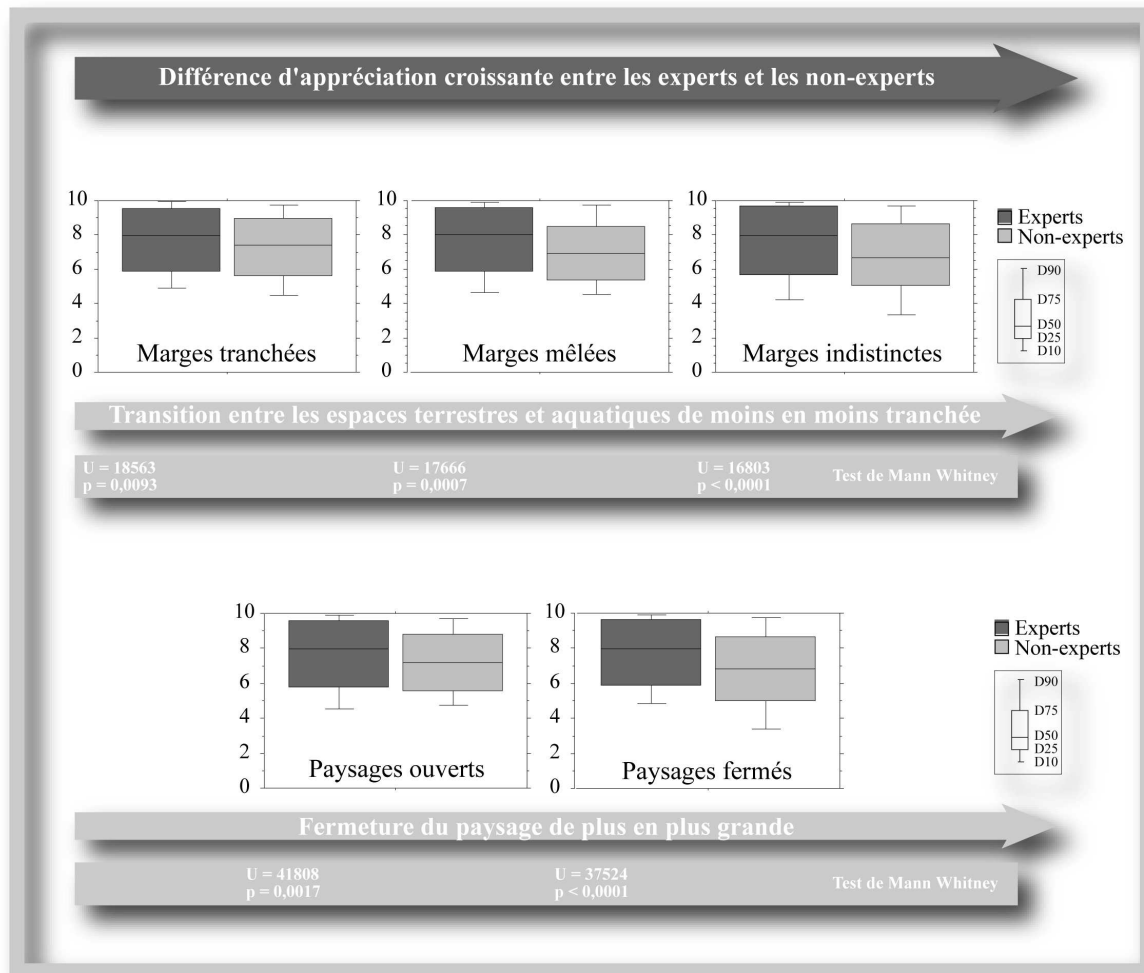 Différence d'appréciation croissante entre les experts et les non-experts
10
8
6
4
2
0
Marges tranchées
10
8
6
4
2
0
Marges mêlées
10
8
6
4
2
0
Marges indistinctes
Experts
Non-experts
D90
D75
D50
D25
D10
Transition entre les espaces terrestres et aquatiques de moins en moins tranchée
U = 18563
p = 0,0093
U = 17666
p = 0,0007
U = 16803
p < 0,0001
Test de Mann Whitney
10
8
6
4
2
0
Paysages ouverts
10
8
6
4
2
0
Paysages fermés
Experts
Non-experts
D90
D75
D50
D25
D10
Fermeture du paysage de plus en plus grande
U = 41808
p = 0,0017
U = 37524
p < 0,0001
Test de Mann Whitney